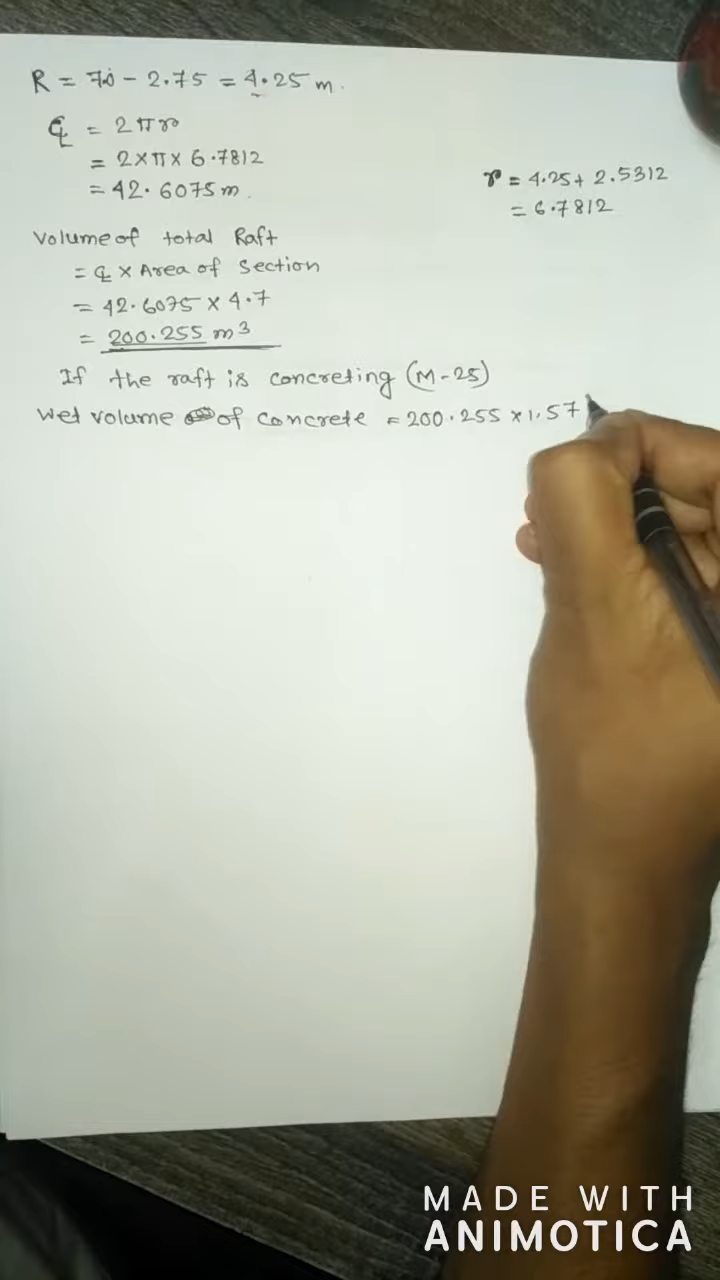 R = 7.0 - 2.75 = 4.25 m.
℄ = 2πr
= 2×π× 6.7812
= 42.6075 m.
r = 4.25 + 2.5312
= 6.7812
Volume of total Raft
= ℄ × Area of Section
= 42.6075 × 4.7
= 200.255 m³
If the raft is concreting (M-25)
Wet volume of concrete = 200.255 × 1.57
MADE WITH
ANIMOTICA